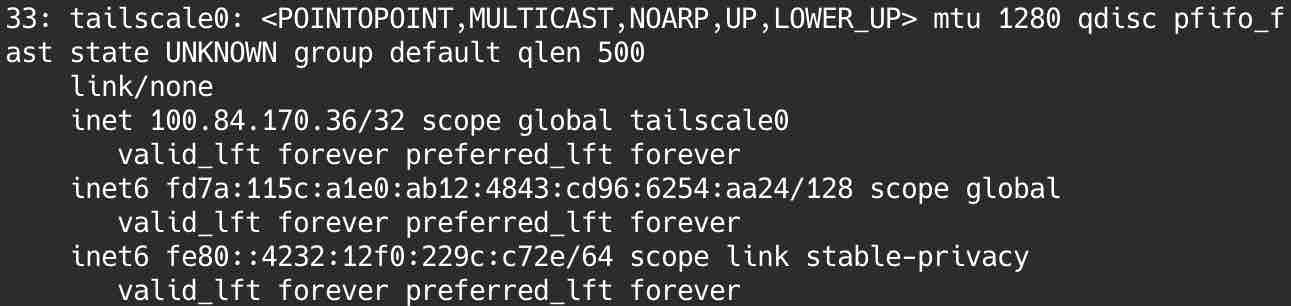 33: tailscale0: <POINTOPOINT,MULTICAST,NOARP,UP,LOWER_UP> mtu 1280 qdisc pfifo_f
ast state UNKNOWN group default qlen 500
    link/none
    inet 100.84.170.36/32 scope global tailscale0
       valid_lft forever preferred_lft forever
    inet6 fd7a:115c:a1e0:ab12:4843:cd96:6254:aa24/128 scope global
       valid_lft forever preferred_lft forever
    inet6 fe80::4232:12f0:229c:c72e/64 scope link stable-privacy
       valid_lft forever preferred_lft forever